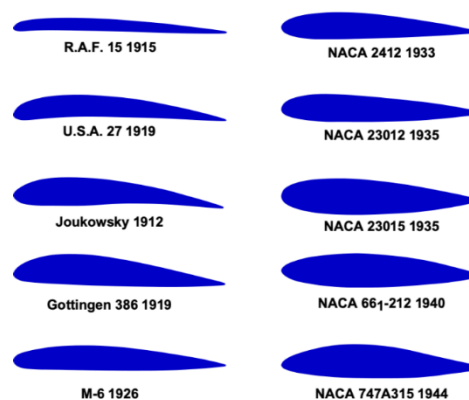 R.A.F. 15 1915
NACA 2412 1933
U.S.A. 27 1919
NACA 23012 1935
Joukowsky 1912
NACA 23015 1935
Gottingen 386 1919
NACA 66₁-212 1940
M-6 1926
NACA 747A315 1944